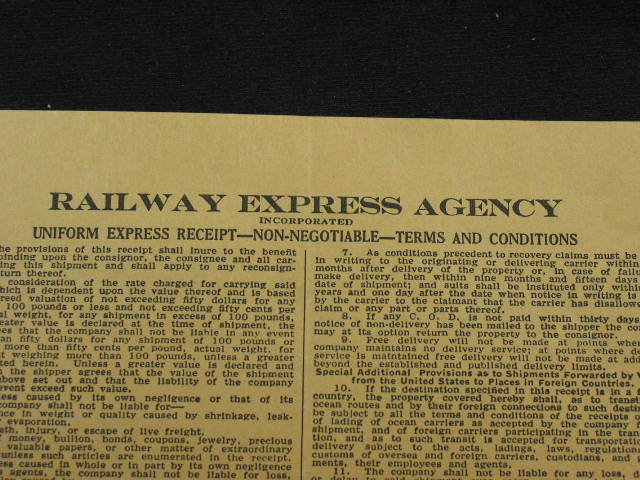 RAILWAY EXPRESS AGENCY
INCORPORATED
UNIFORM EXPRESS RECEIPT—NON-NEGOTIABLE—TERMS AND CONDITIONS
he provisions of this receipt shall inure to the benefit
binding upon the consignor, the consignee and all car-
ing this shipment and shall apply to any reconsign-
turn thereof.
consideration of the rate charged for carrying said
which is dependent upon the value thereof and is based
reed valuation of not exceeding fifty dollars for any
100 pounds or less and not exceeding fifty cents per
al weight, for any shipment in excess of 100 pounds,
eater value is declared at the time of shipment, the
ees that the company shall not be liable in any event
an fifty dollars for any shipment of 100 pounds or
or more than fifty cents per pound, actual weight, for
t weighing more than 100 pounds, unless a greater
ted herein. Unless a greater value is declared and
the shipper agrees that the value of the shipment
bove set out and that the liability of the company
event exceed such value.
less caused by its own negligence or that of its
company shall not be liable for—
nce in weight or quality caused by shrinkage, leak-
r evaporation.
ath, injury, or escape of live freight.
f money, bullion, bonds, coupons, jewelry, precious
valuable papers, or other matter of extraordinary
unless such articles are enumerated in the receipt.
ess caused in whole or in part by its own negligence
s agents, the company shall not be liable for loss,
7. As conditions precedent to recovery claims must be
in writing to the originating or delivering carrier within
months after delivery of the property or, in case of failu
make delivery, then within nine months and fifteen days
date of shipment; and suits shall be instituted only within
years and one day after the date when notice in writing is
by the carrier to the claimant that the carrier has disallowe
claim or any part or parts thereof.
8. If any C. O. D. is not paid within thirty days
notice of non-delivery has been mailed to the shipper the co
may at its option return the property to the consignor.
9. Free delivery will not be made at points where
company maintains no delivery service; at points where d
service is maintained free delivery will not be made at add
beyond the established and published delivery limits.
Special Additional Provisions as to Shipments Forwarded by V
from the United States to Places in Foreign Countries.
10. If the destination specified in this receipt is in a f
country, the property covered hereby shall, as to transit
ocean routes and by their foreign connections to such destin
be subject to all the terms and conditions of the receipts o
of lading of ocean carriers as accepted by the company f
shipment, and of foreign carriers participating in the tran
tion, and as to such transit is accepted for transportat
delivery subject to the acts, ladings, laws, regulations
customs of oversea and foreign carriers, custodians, and g
ments, their employees and agents.
11. The company shall not be liable for any loss, d